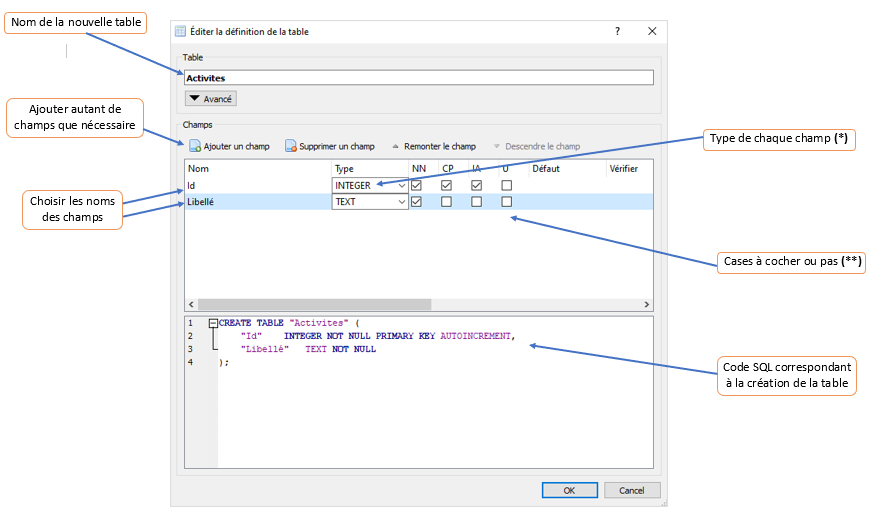 Nom de la nouvelle table
Éditer la définition de la table
?
Table
Activites
Avancé
Ajouter autant de
champs que nécessaire
Champs
Ajouter un champ Supprimer un champ Remonter le champ Descendre le champ
Type de chaque champ (*)
Nom Type NN CP IA U Défaut Vérifier
Id INTEGER
Libellé TEXT
Choisir les noms
des champs
Cases à cocher ou pas (**)
1 CREATE TABLE "Activites" (
2 "Id" INTEGER NOT NULL PRIMARY KEY AUTOINCREMENT,
3 "Libellé" TEXT NOT NULL
4 );
Code SQL correspondant
à la création de la table
OK Cancel